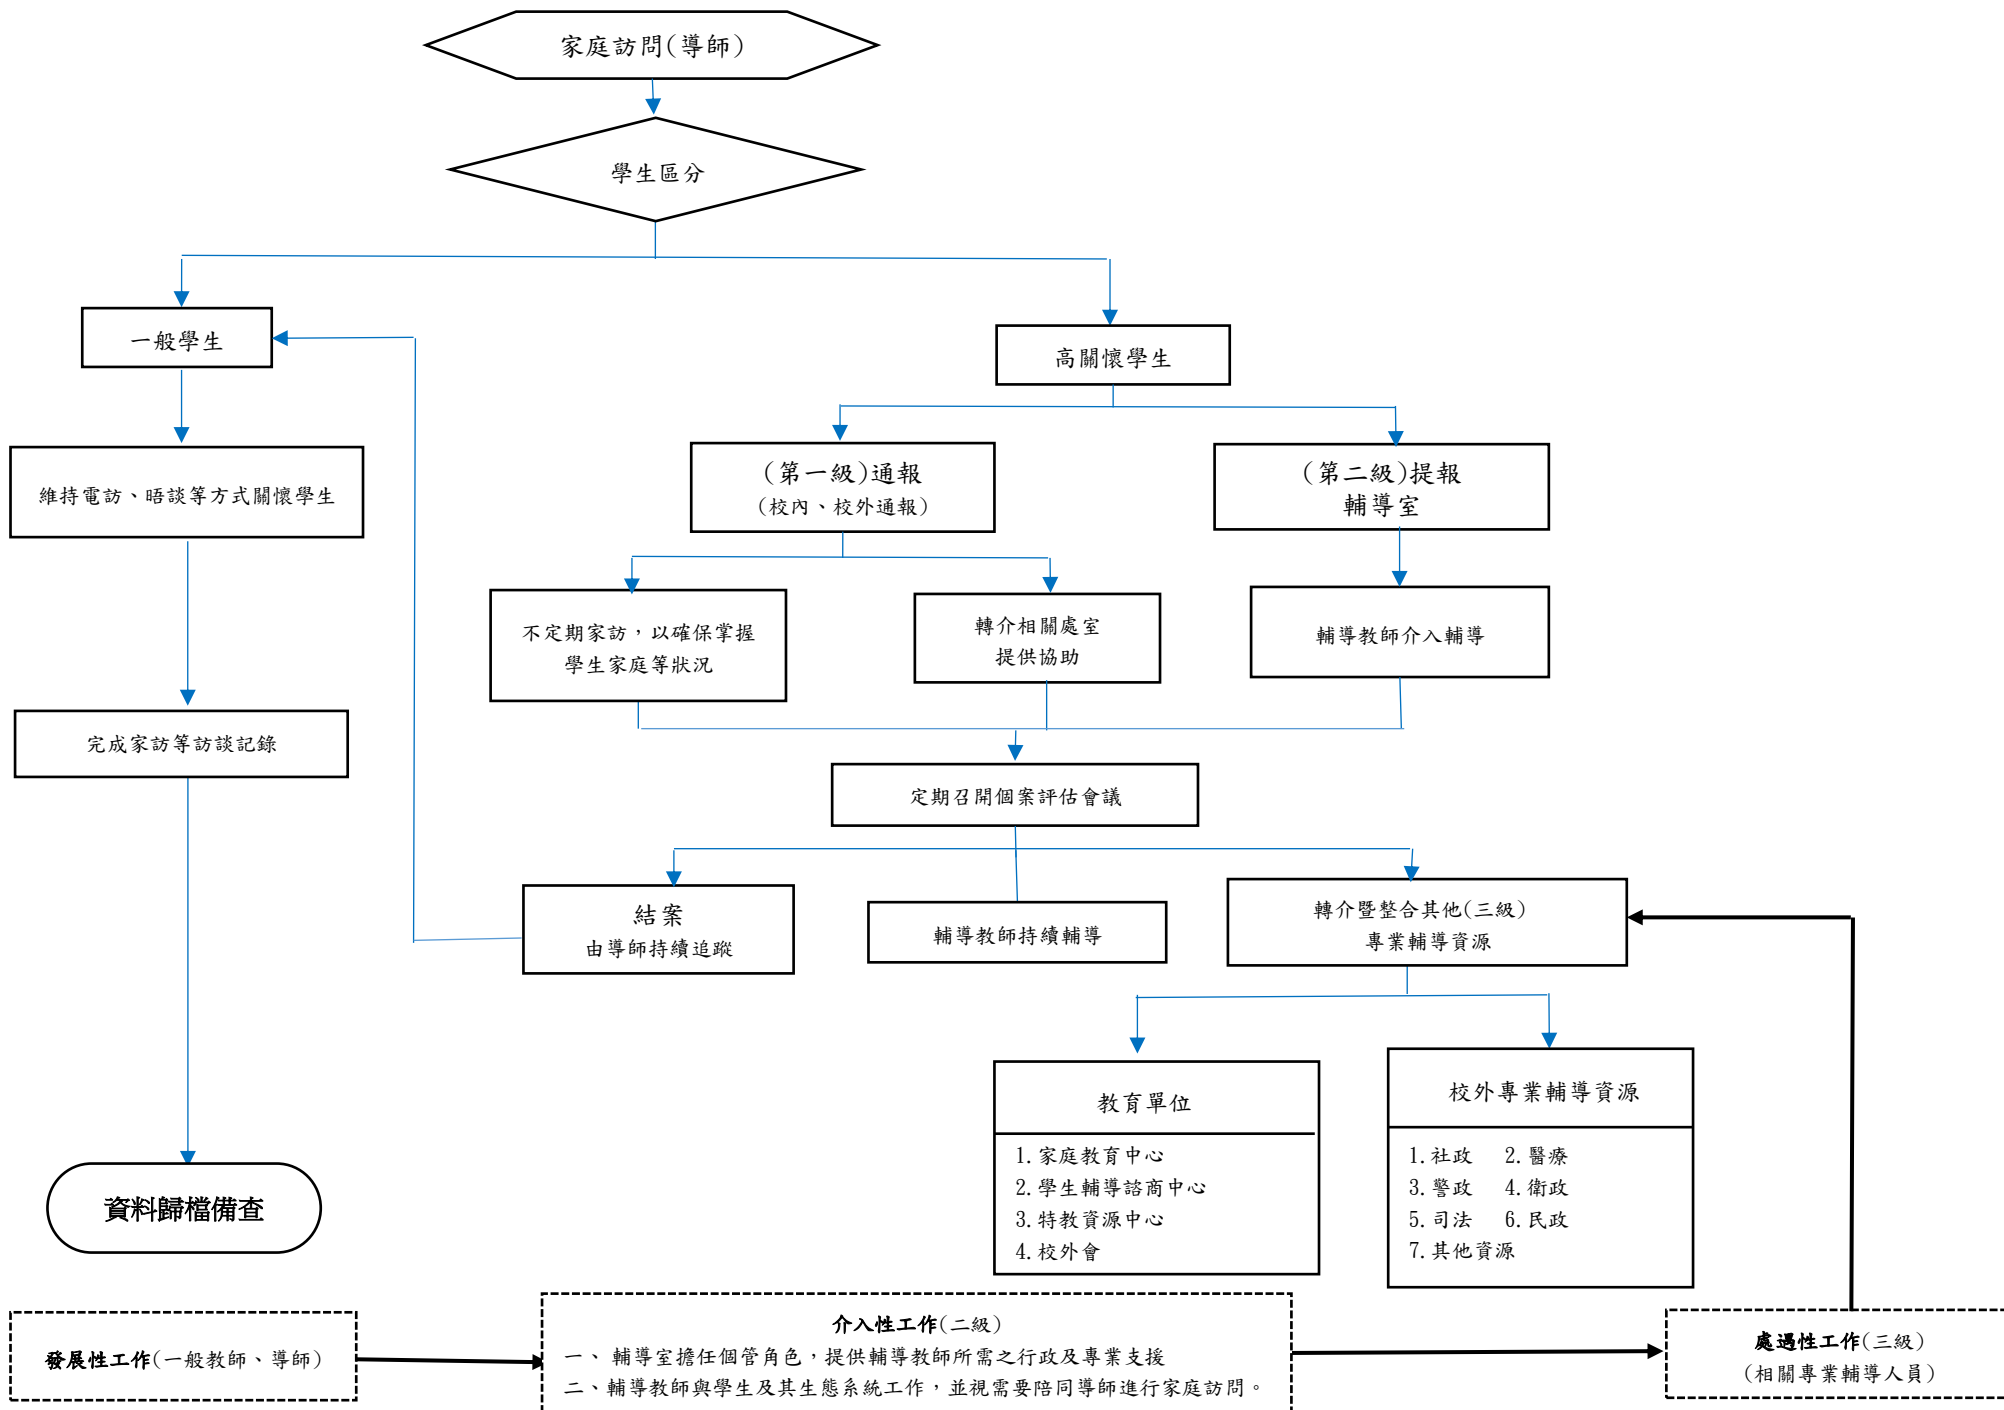 家庭訪問(導師)
學生區分
一般學生
高關懷學生
(第一級)通報
(校內、校外通報)
(第二級)提報
輔導室
維持電訪、晤談等方式關懷學生
不定期家訪，以確保掌握
學生家庭等狀況
轉介相關處室
提供協助
輔導教師介入輔導
完成家訪等訪談記錄
定期召開個案評估會議
結案
由導師持續追蹤
輔導教師持續輔導
轉介暨整合其他(三級)
專業輔導資源
教育單位
1.家庭教育中心
2.學生輔導諮商中心
3.特教資源中心
4.校外會
校外專業輔導資源
1.社政 2.醫療
3.警政 4.衛政
5.司法 6.民政
7.其他資源
資料歸檔備查
發展性工作(一般教師、導師)
介入性工作(二級)
一、 輔導室擔任個管角色，提供輔導教師所需之行政及專業支援
二、輔導教師與學生及其生態系統工作，並視需要陪同導師進行家庭訪問。
處遇性工作(三級)
(相關專業輔導人員)